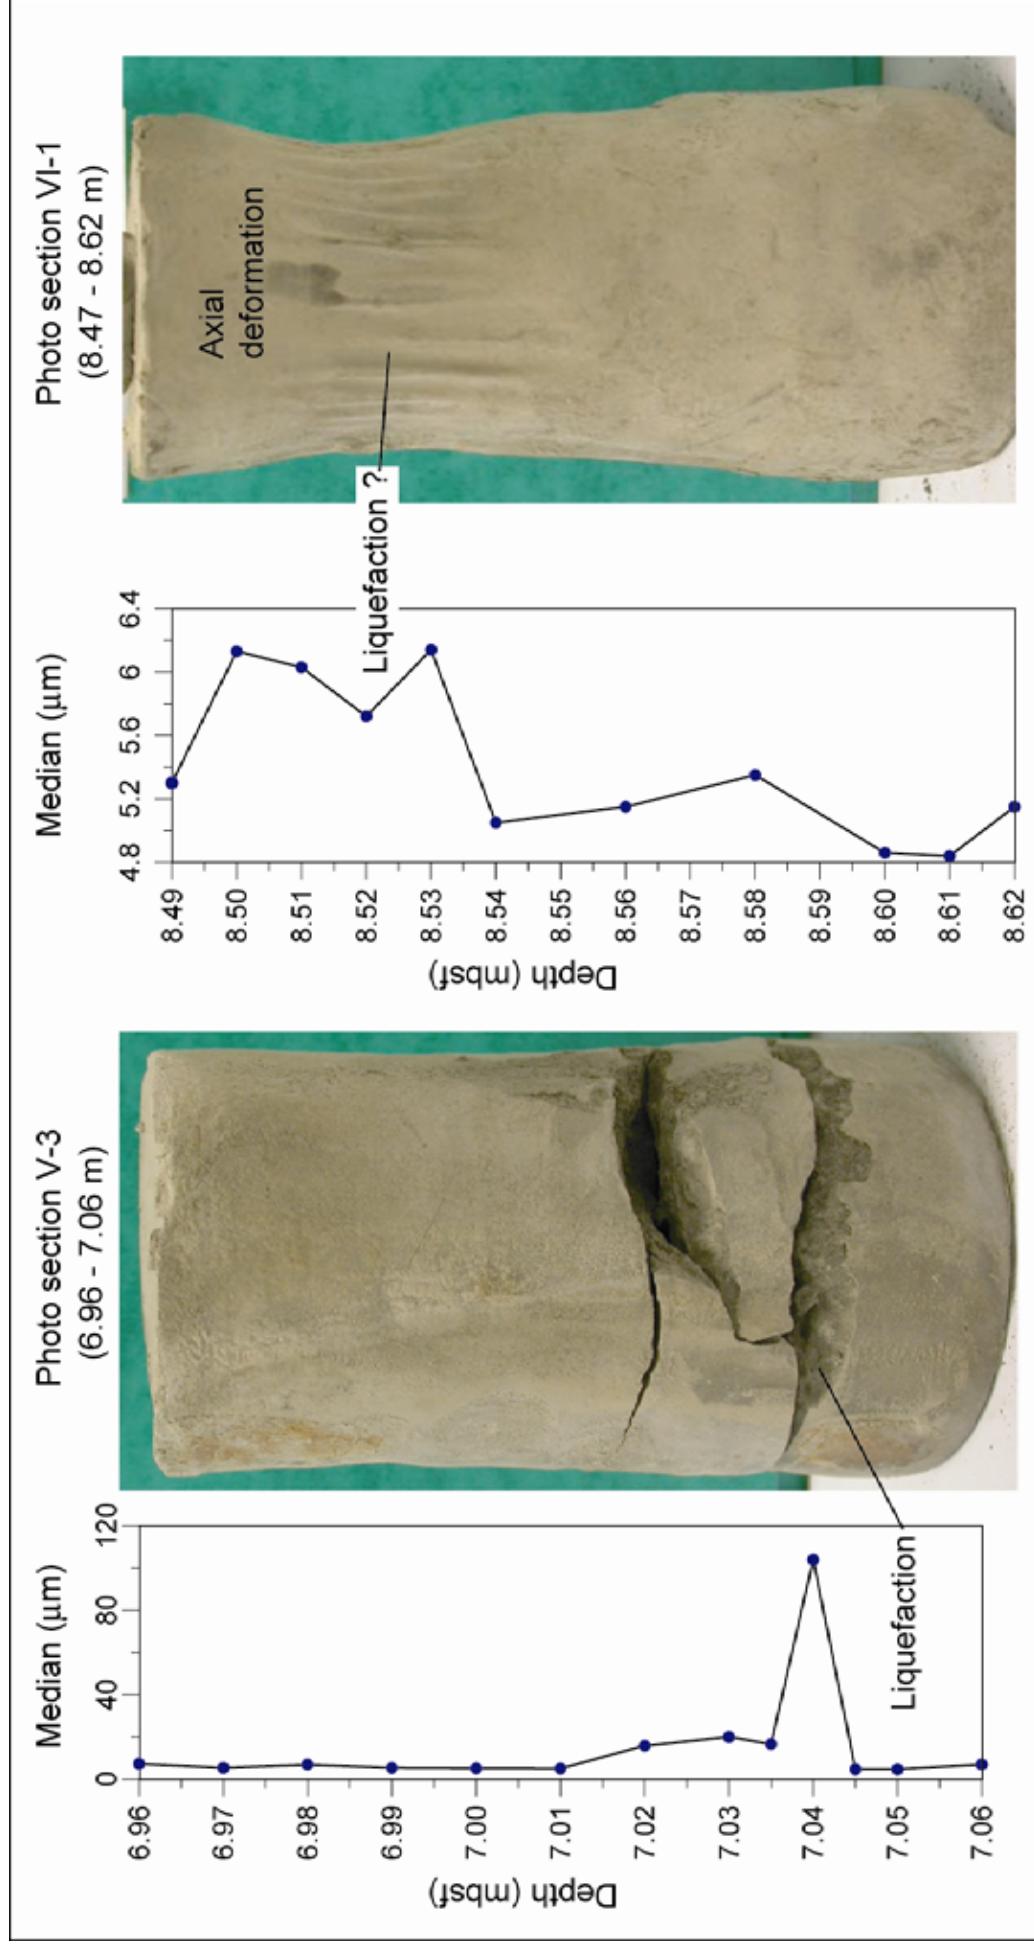 Photo section V-3
(6.96 - 7.06 m)
Median (μm)
0 40 80 120
Depth (mbsf)
6.96
6.97
6.98
6.99
7.00
7.01
7.02
7.03
7.04
7.05
7.06
Liquefaction
Photo section VI-1
(8.47 - 8.62 m)
Median (μm)
4.8 5.2 5.6 6 6.4
Depth (mbsf)
8.49
8.50
8.51
8.52
8.53
8.54
8.55
8.56
8.57
8.58
8.59
8.60
8.61
8.62
Liquefaction ?
Axial
deformation